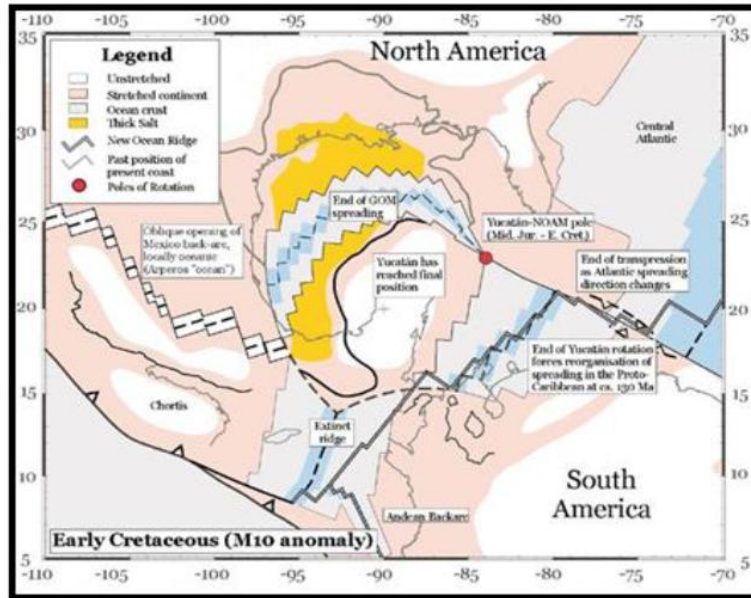 -110 -105 -100 -95 -90 -85 -80 -75 -70
35 35
North America
Legend
Unstretched
Stretched continent
Ocean crust
Thick Salt
New Ocean Ridge
Past position of
present coast
Poles of Rotation
Central
Atlantic
30 30
End of GOM
spreading
25 25
Yucatán-NOAM pole
(Mid. Jur. - E. Cret.)
Oblique opening of
Mexico back-arc,
locally oceanic
(Arperos "ocean")
Yucatán has
reached final
position
End of transpression
as Atlantic spreading
direction changes
20 20
End of Yucatán rotation
forces reorganisation of
spreading in the Proto-
Caribbean at ca. 130 Ma
15 15
Chortis
Extinct
ridge
10 10
South
America
Andean Backarc
Early Cretaceous (M10 anomaly)
5 5
-110 -105 -100 -95 -90 -85 -80 -75 -70